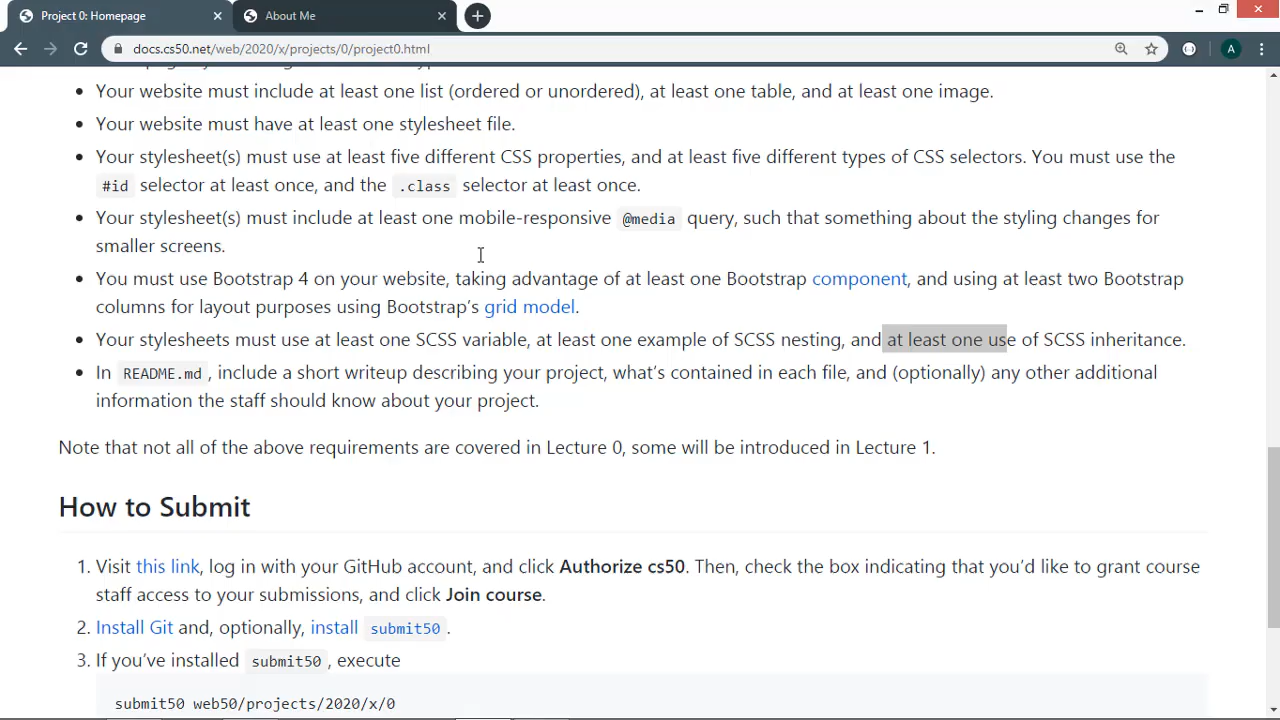 Project 0: Homepage
About Me
docs.cs50.net/web/2020/x/projects/0/project0.html
A
• Your website must include at least one list (ordered or unordered), at least one table, and at least one image.
• Your website must have at least one stylesheet file.
• Your stylesheet(s) must use at least five different CSS properties, and at least five different types of CSS selectors. You must use the
#id selector at least once, and the .class selector at least once.
• Your stylesheet(s) must include at least one mobile-responsive @media query, such that something about the styling changes for
smaller screens.
• You must use Bootstrap 4 on your website, taking advantage of at least one Bootstrap component, and using at least two Bootstrap
columns for layout purposes using Bootstrap's grid model.
• Your stylesheets must use at least one SCSS variable, at least one example of SCSS nesting, and at least one use of SCSS inheritance.
• In README.md, include a short writeup describing your project, what's contained in each file, and (optionally) any other additional
information the staff should know about your project.
Note that not all of the above requirements are covered in Lecture 0, some will be introduced in Lecture 1.
How to Submit
1. Visit this link, log in with your GitHub account, and click Authorize cs50. Then, check the box indicating that you'd like to grant course
staff access to your submissions, and click Join course.
2. Install Git and, optionally, install submit50.
3. If you've installed submit50, execute
submit50 web50/projects/2020/x/0